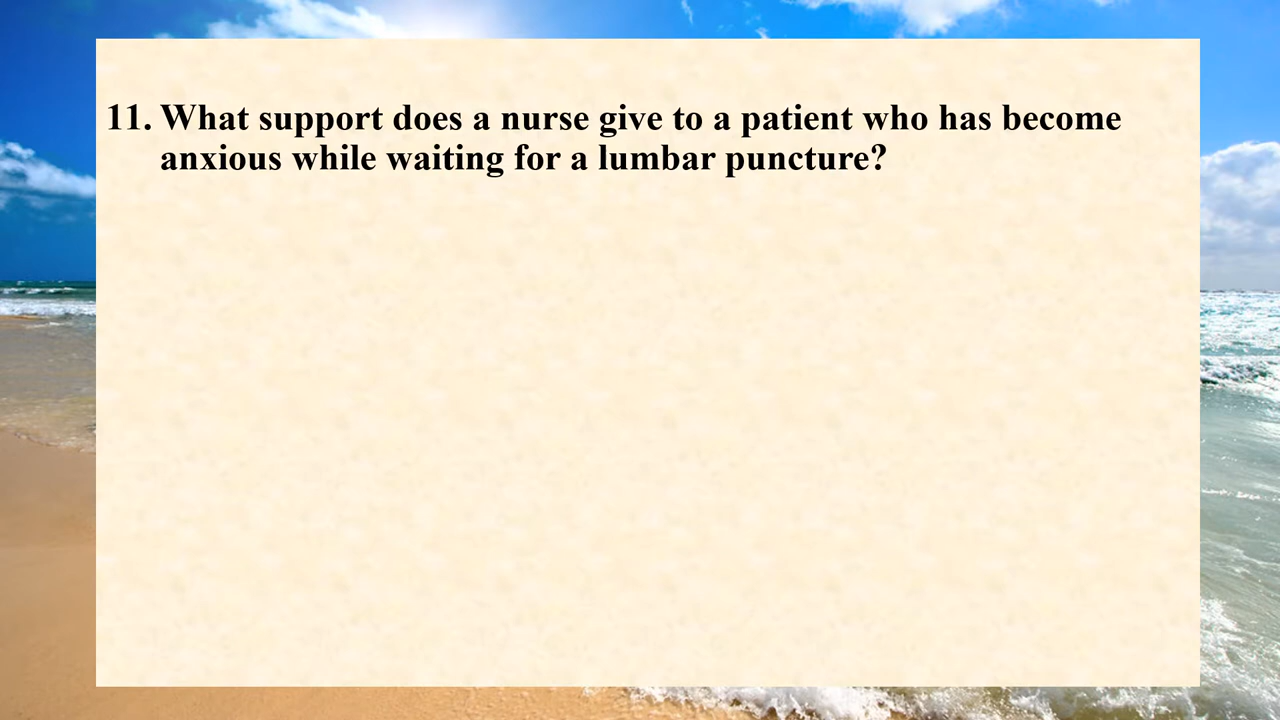 11. What support does a nurse give to a patient who has become
anxious while waiting for a lumbar puncture?